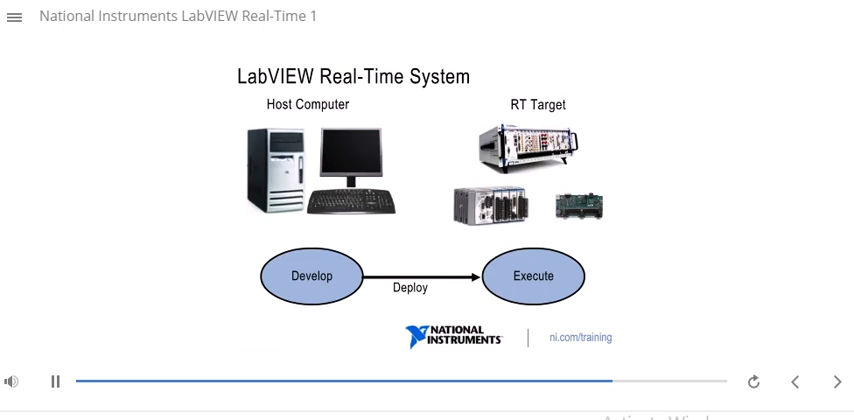 National Instruments LabVIEW Real-Time 1
LabVIEW Real-Time System
Host Computer
RT Target
Develop
Deploy
Execute
NATIONAL
INSTRUMENTS
ni.com/training